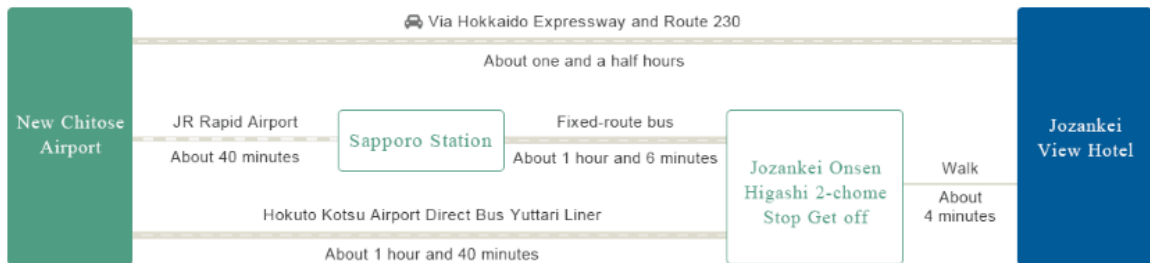 Via Hokkaido Expressway and Route 230
About one and a half hours
New Chitose
Airport
JR Rapid Airport
About 40 minutes
Sapporo Station
Fixed-route bus
About 1 hour and 6 minutes
Hokuto Kotsu Airport Direct Bus Yuttari Liner
About 1 hour and 40 minutes
Jozankei Onsen
Higashi 2-chome
Stop Get off
Walk
About
4 minutes
Jozankei
View Hotel